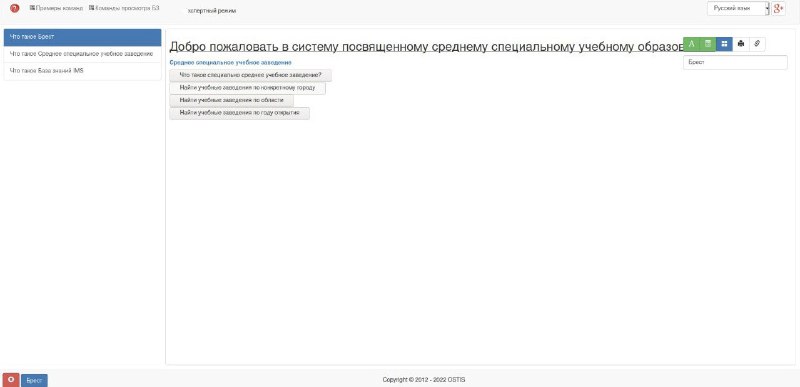 Примеры команд Команды просмотра БЗ экспертный режим Русский язык g+
Что такое Брест
Что такое Среднее специальное учебное заведение
Что такое База знаний IMS
Добро пожаловать в систему посвященному среднему специальному учебному образов
A
Среднее специальное учебное заведение
Брест
Что такое специально среднее учебное заведение?
Найти учебные заведения по конкретному городу
Найти учебные заведения по области
Найти учебные заведения по году открытия
Брест
Copyright © 2012 - 2022 OSTIS